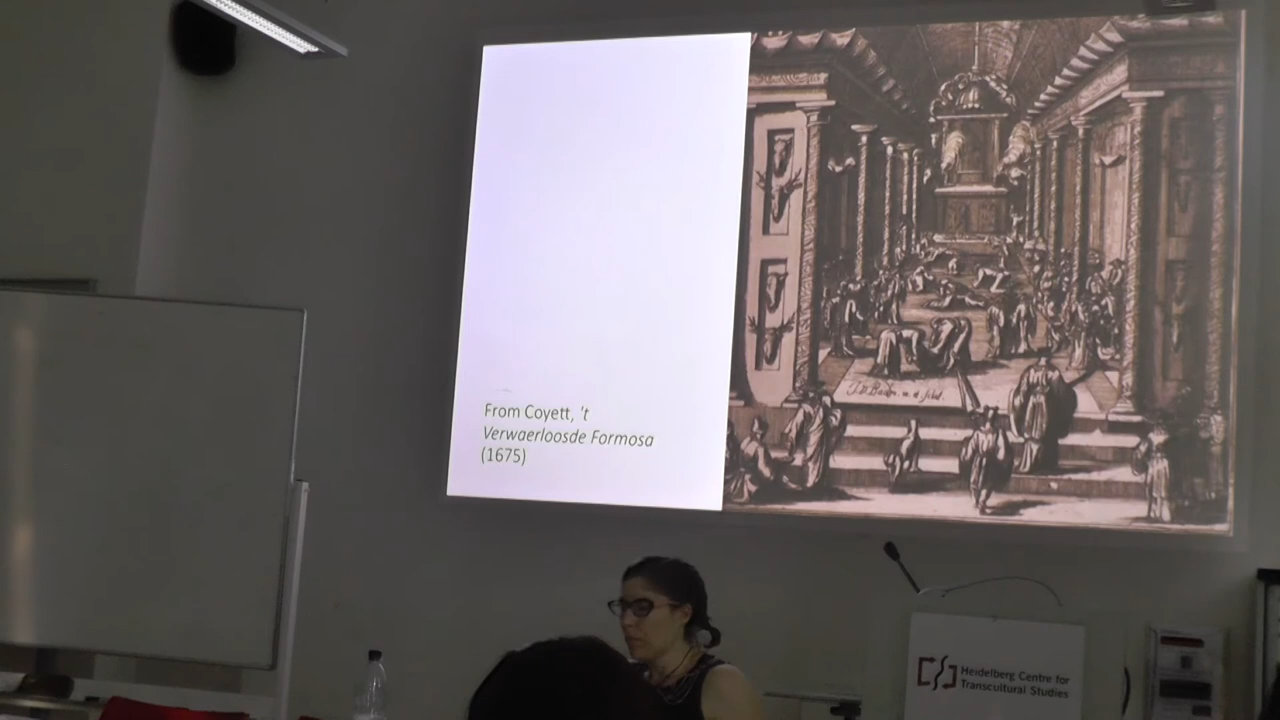 From Coyett, 't
Verwaerloosde Formosa
(1675)
Heidelberg Centre for
Transcultural Studies